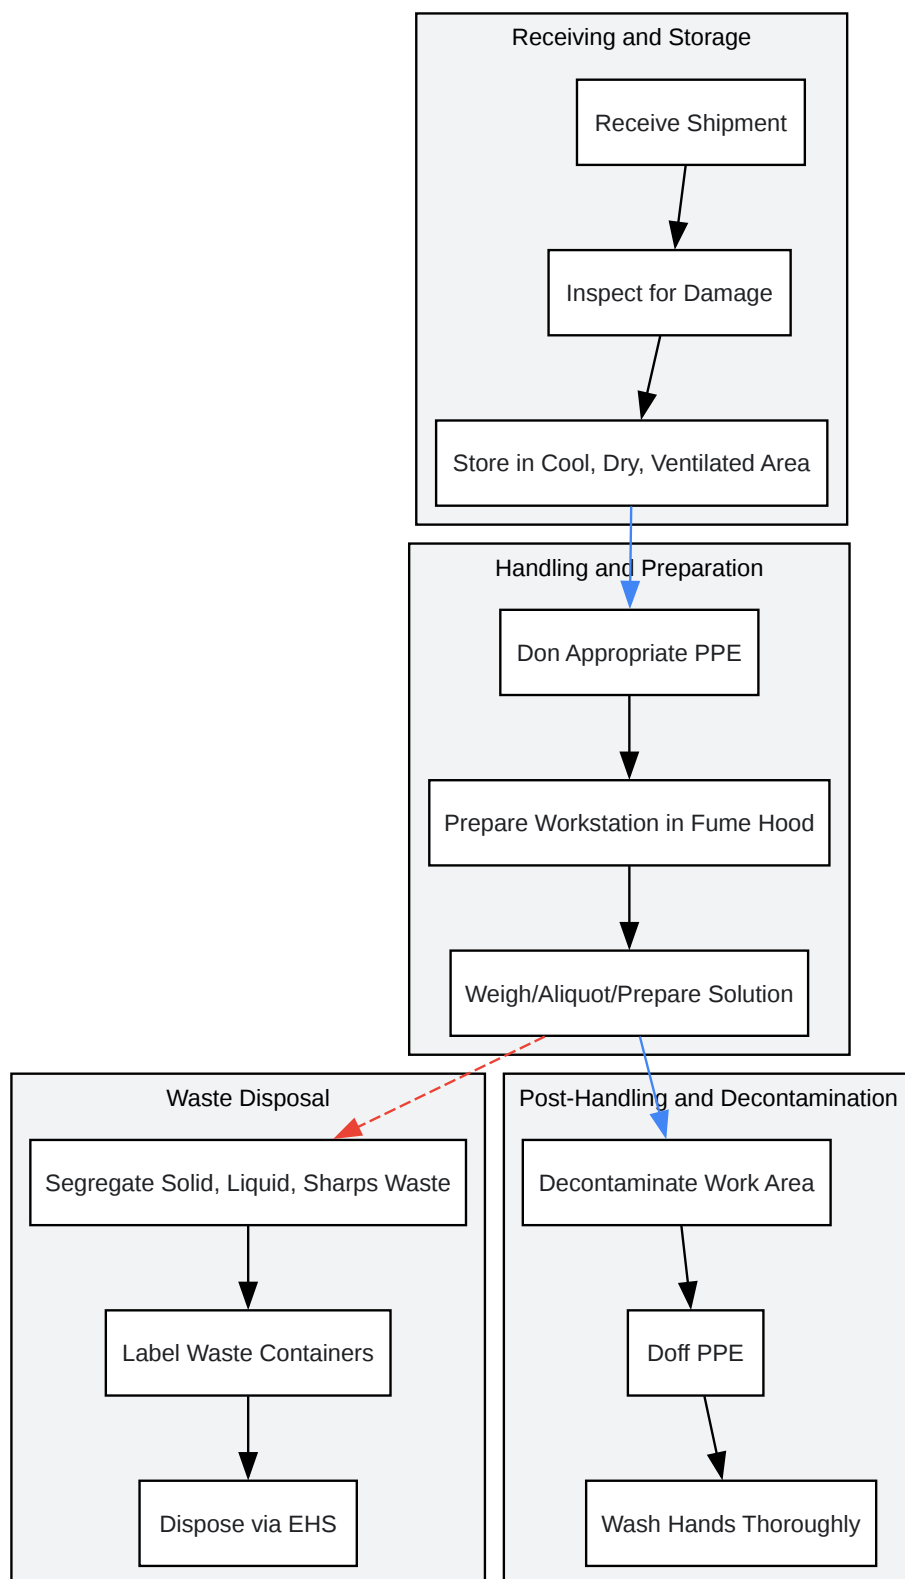 Receiving and Storage
Receive Shipment
Inspect for Damage
Store in Cool, Dry, Ventilated Area
Handling and Preparation
Don Appropriate PPE
Prepare Workstation in Fume Hood
Weigh/Aliquot/Prepare Solution
Waste Disposal
Segregate Solid, Liquid, Sharps Waste
Label Waste Containers
Dispose via EHS
Post-Handling and Decontamination
Decontaminate Work Area
Doff PPE
Wash Hands Thoroughly